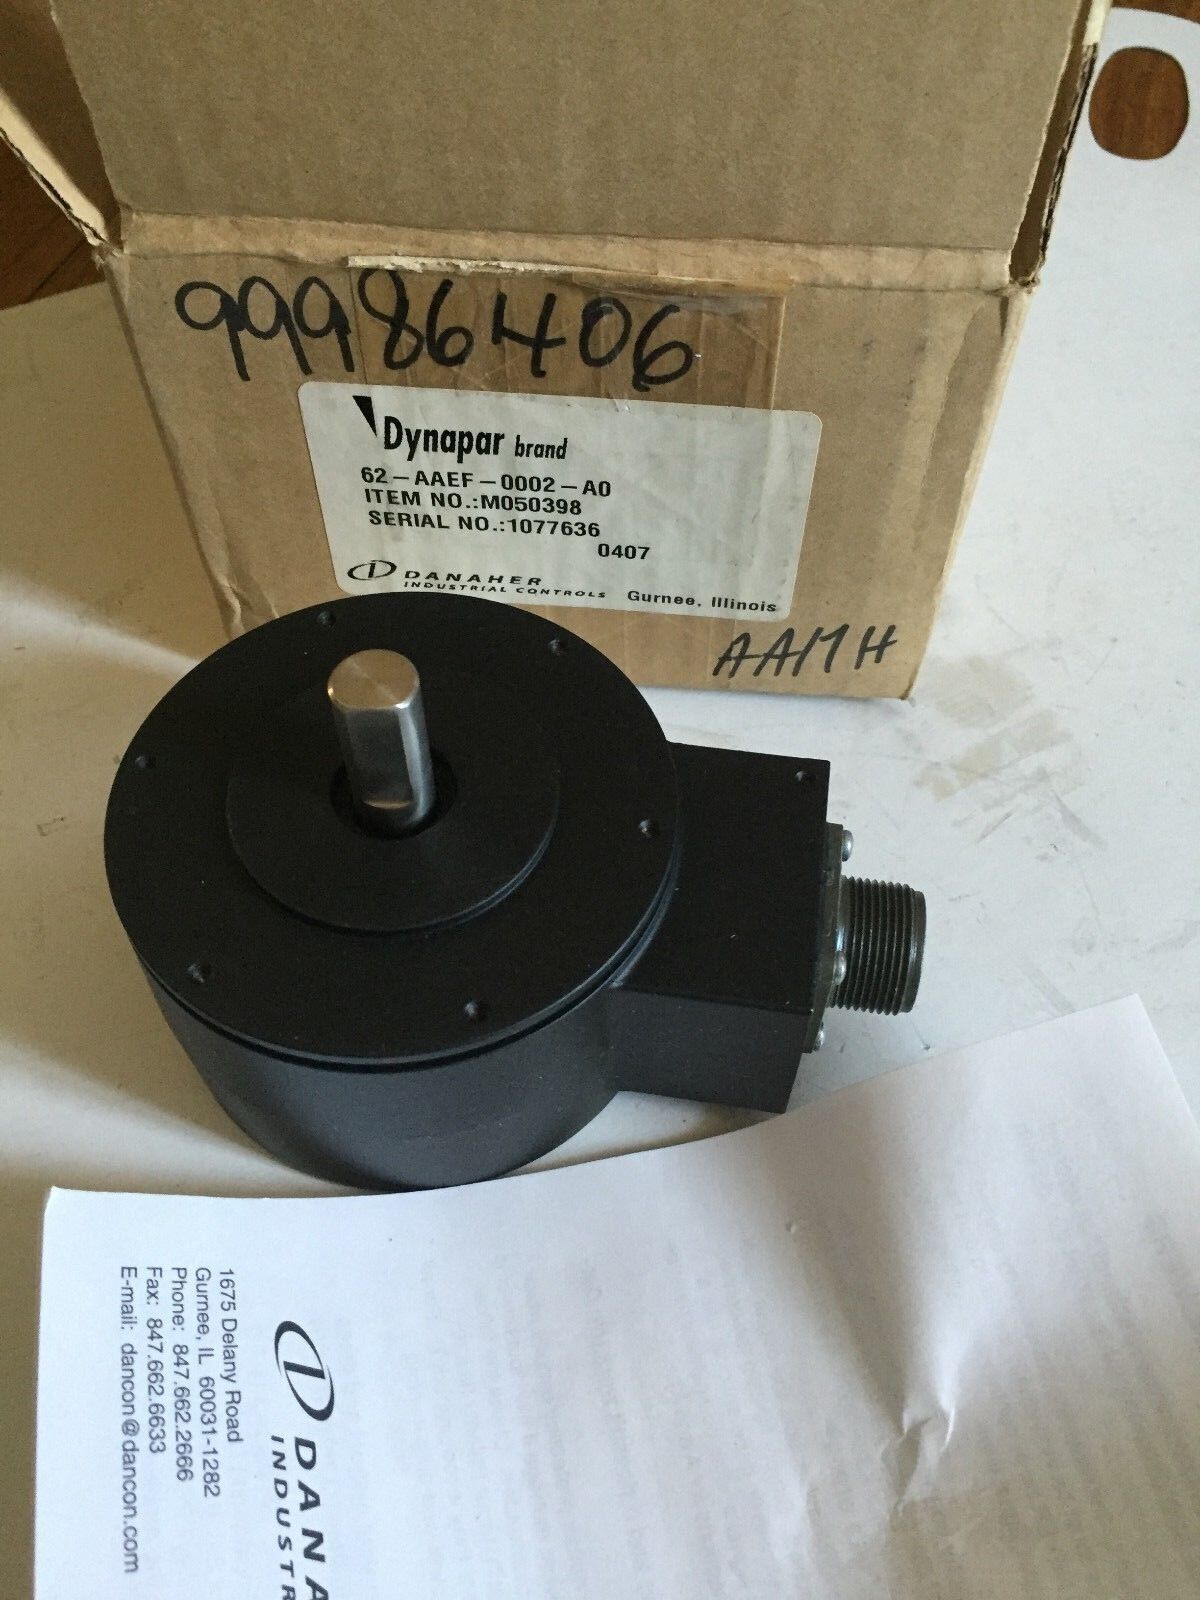 99986406
Dynapar brand
62-AAEF-0002-A0
ITEM NO.:M050398
SERIAL NO.:1077636
0407
DANAHER
INDUSTRIAL CONTROLS Gurnee, Illinois
DANA
INDUSTR
1675 Delany Road
Gurnee, IL 60031-1282
Phone: 847.662.2666
Fax: 847.662.6633
E-mail: dancon@dancon.com